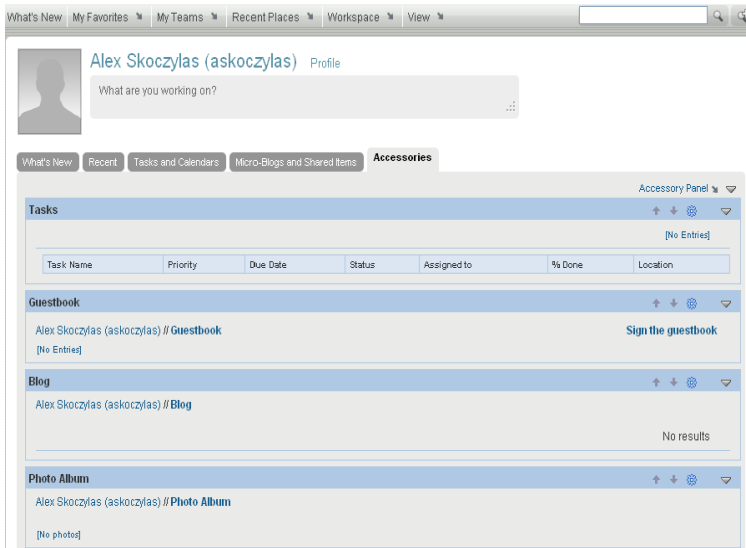 What's New My Favorites My Teams Recent Places Workspace View
Alex Skoczylas (askoczylas) Profile
What are you working on?
What's New Recent Tasks and Calendars Micro-Blogs and Shared Items Accessories
Accessory Panel
Tasks
[No Entries]
Task Name Priority Due Date Status Assigned to % Done Location
Guestbook
Alex Skoczylas (askoczylas) // Guestbook Sign the guestbook
[No Entries]
Blog
Alex Skoczylas (askoczylas) // Blog
No results
Photo Album
Alex Skoczylas (askoczylas) // Photo Album
[No photos]